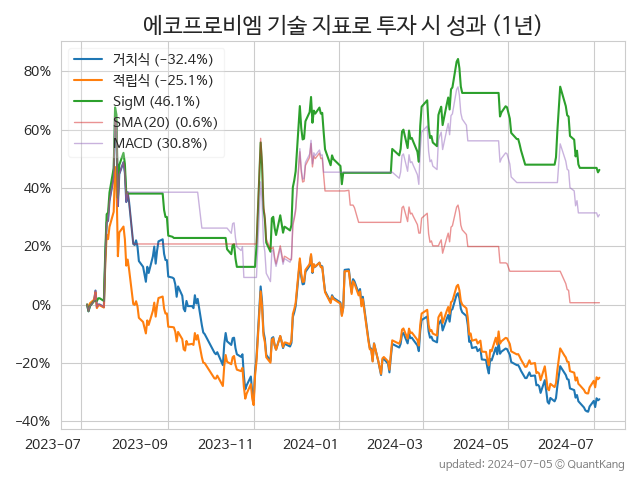 에코프로비엠 기술 지표로 투자 시 성과 (1년)
거치식 (−32.4%)
적립식 (−25.1%)
SigM (46.1%)
SMA(20) (0.6%)
MACD (30.8%)
80%
60%
40%
20%
0%
−20%
−40%
2023-07 2023-09 2023-11 2024-01 2024-03 2024-05 2024-07
updated: 2024-07-05 © QuantKang